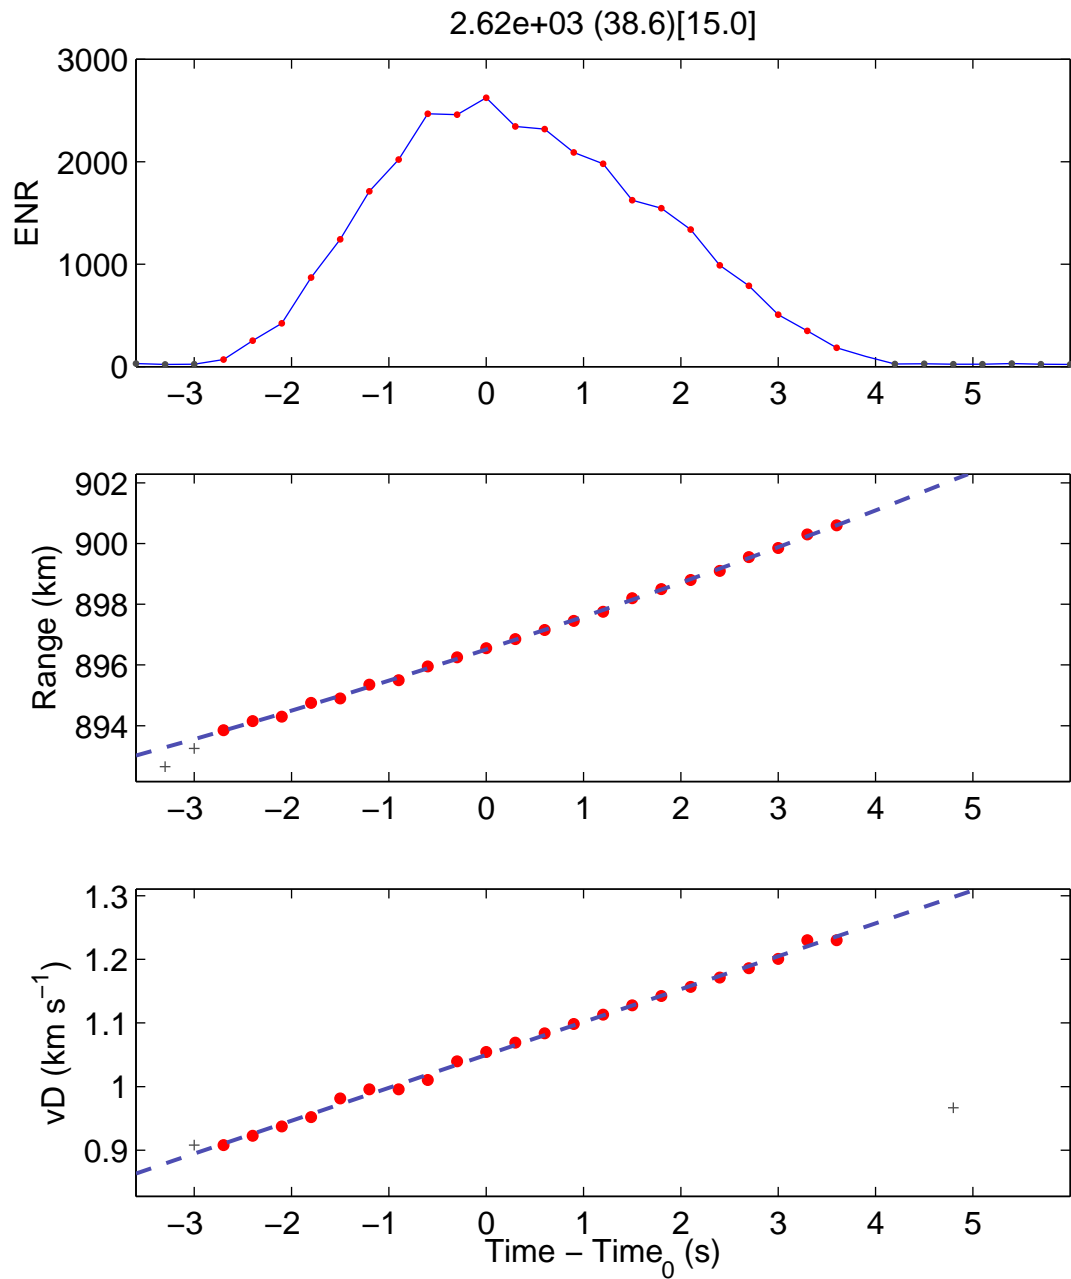 2.62e+03 (38.6)[15.0]
3000
2000
1000
0
ENR
−3 −2 −1 0 1 2 3 4 5
902
900
898
896
894
Range (km)
−3 −2 −1 0 1 2 3 4 5
1.3
1.2
1.1
1
0.9
vD (km s−1)
−3 −2 −1 0 1 2 3 4 5
Time − Time0 (s)